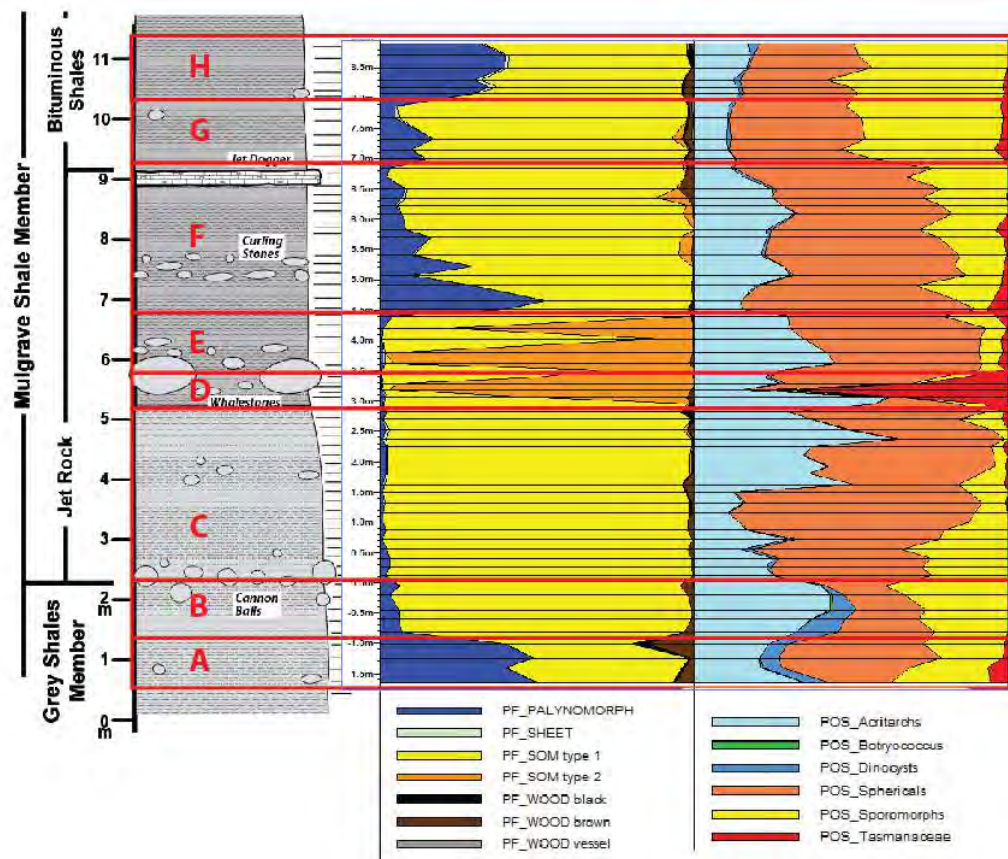 Mulgrave Shale Member
Grey Shales
Member
Bituminous
Shales
Jet Rock
11
10
9
8
7
6
5
4
3
2
m
1
0
m
H
G
Jet Dogger
F
Curling
Stones
E
D
Whalestones
C
B
Cannon
Balls
A
8.5m
7.5m
7.0m
6.0m
5.5m
5.0m
4.0m
3.0m
2.5m
2.0m
1.5m
1.0m
0.5m
-0.5m
-1.0m
PF_PALYNOMORPH
PF_SHEET
PF_SOM type 1
PF_SOM type 2
PF_WOOD black
PF_WOOD brown
PF_WOOD vessel
POS_Acritarchs
POS_Botryococcus
POS_Dinocysts
POS_Sphericals
POS_Sporomorphs
POS_Tasmanaceae